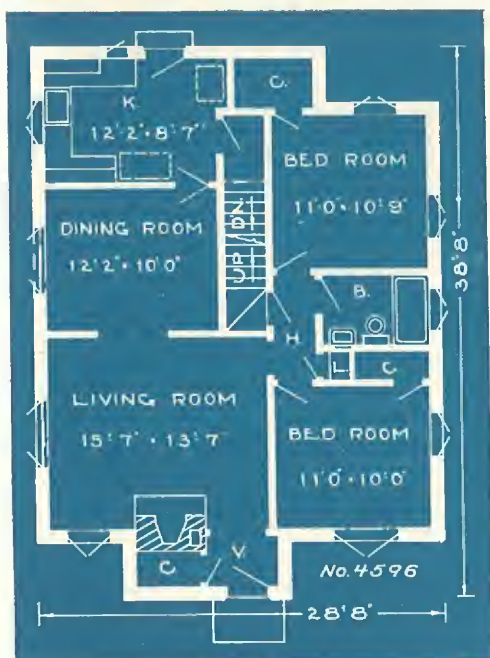 K.
12'2" • 8'7"
C.
BED ROOM
11'0" • 10'9"
DINING ROOM
12'2" • 10'0"
UP DN.
B.
38'8"
H.
L.
C.
LIVING ROOM
15'7" • 13'7"
BED ROOM
11'0" • 10'0"
C.
V.
No. 4596
28'8"